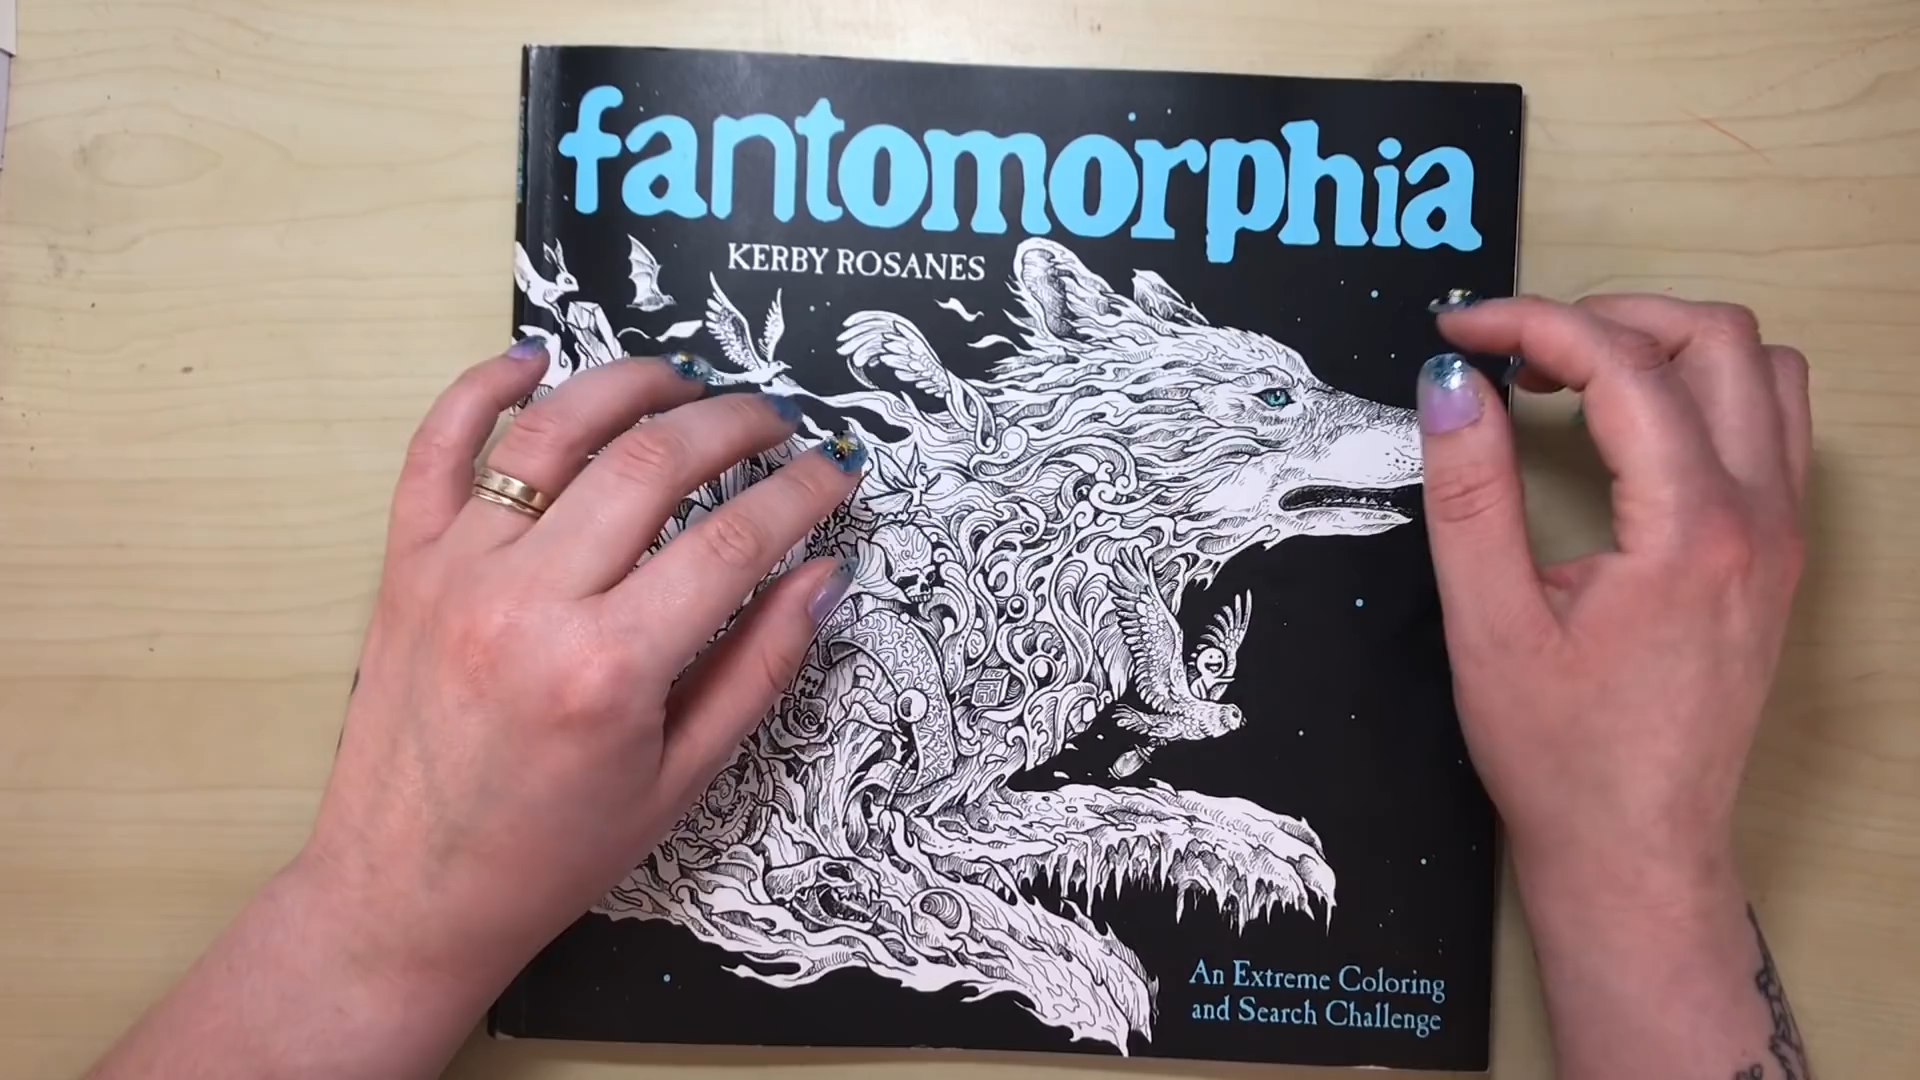 fantomorphia
KERBY ROSANES
An Extreme Coloring
and Search Challenge